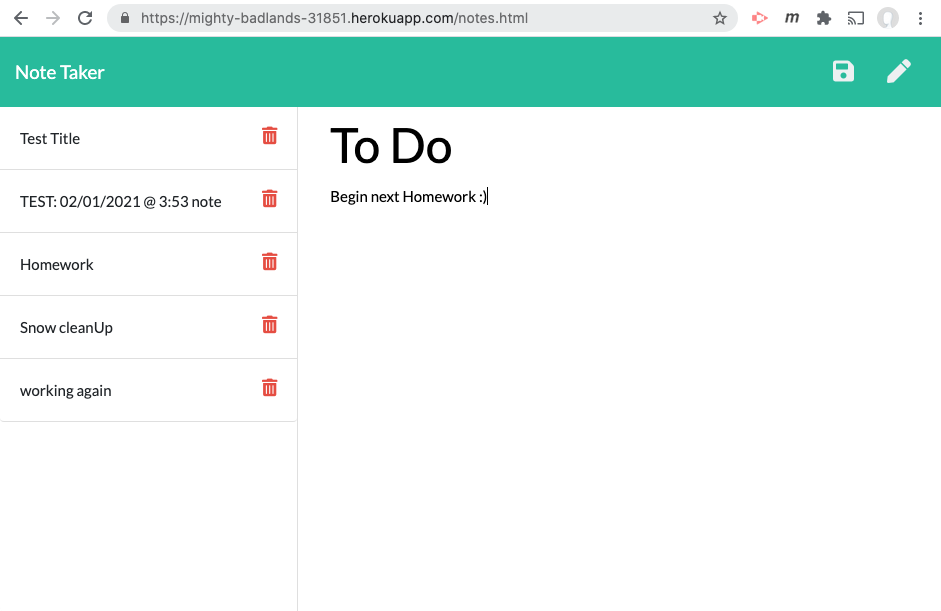 https://mighty-badlands-31851.herokuapp.com/notes.html
m
Note Taker
Test Title
TEST: 02/01/2021 @ 3:53 note
Homework
Snow cleanUp
working again
To Do
Begin next Homework :)